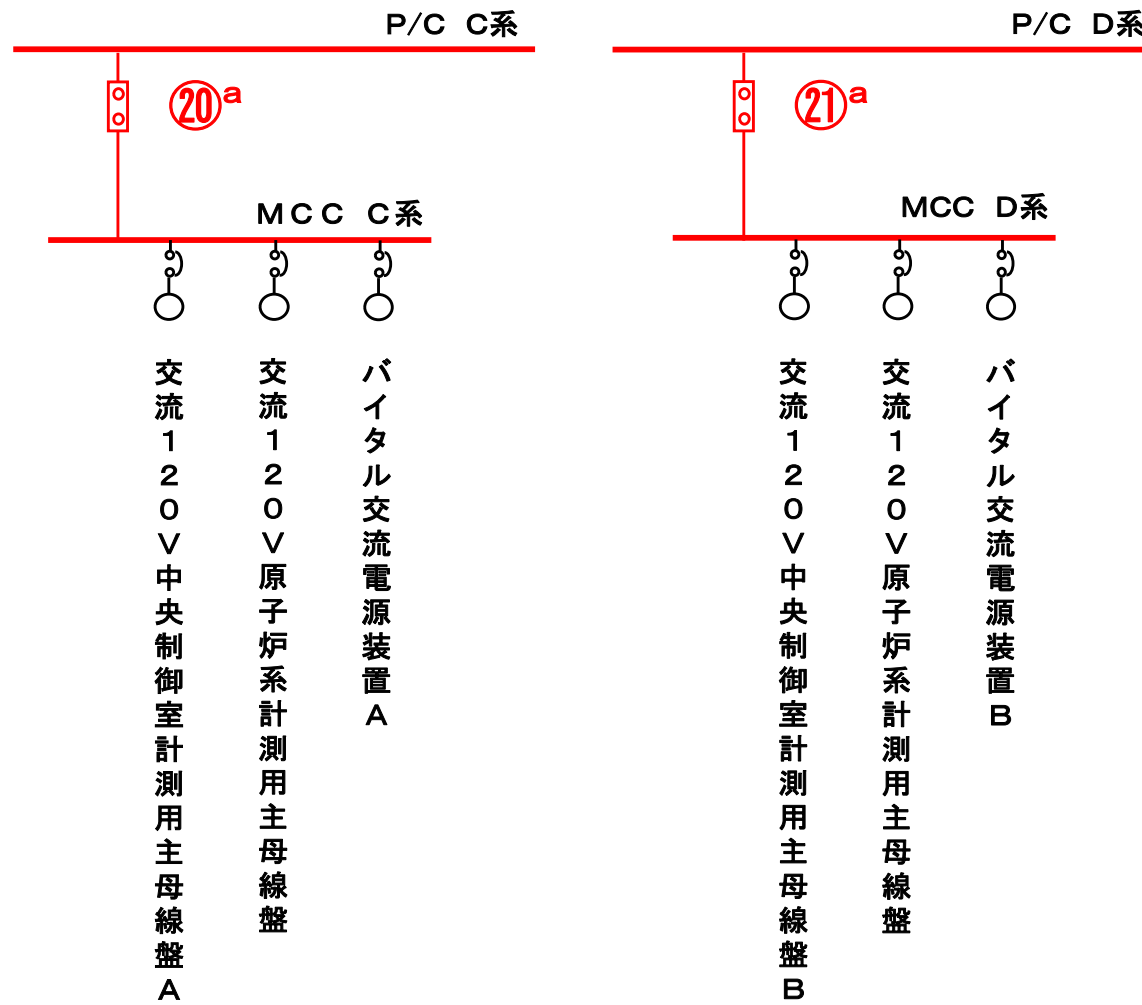 P/C C系
P/C D系
⑳a
㉑a
MCC C系
MCC D系
交流120V中央制御室計測用主母線盤A
交流120V原子炉系計測用主母線盤
バイタル交流電源装置A
交流120V中央制御室計測用主母線盤B
交流120V原子炉系計測用主母線盤
バイタル交流電源装置B